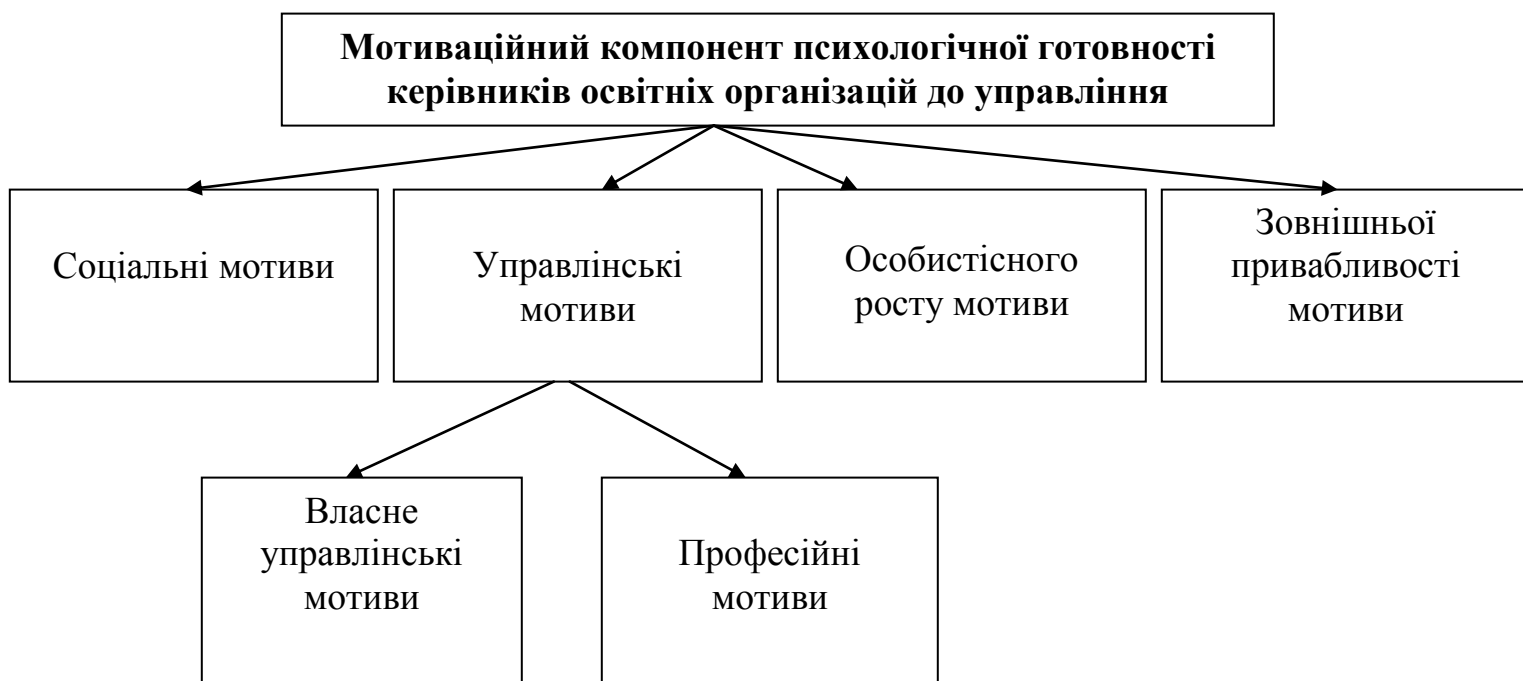 Мотиваційний компонент психологічної готовності
керівників освітніх організацій до управління
Соціальні мотиви
Управлінські
мотиви
Особистісного
росту мотиви
Зовнішньої
привабливості
мотиви
Власне
управлінські
мотиви
Професійні
мотиви